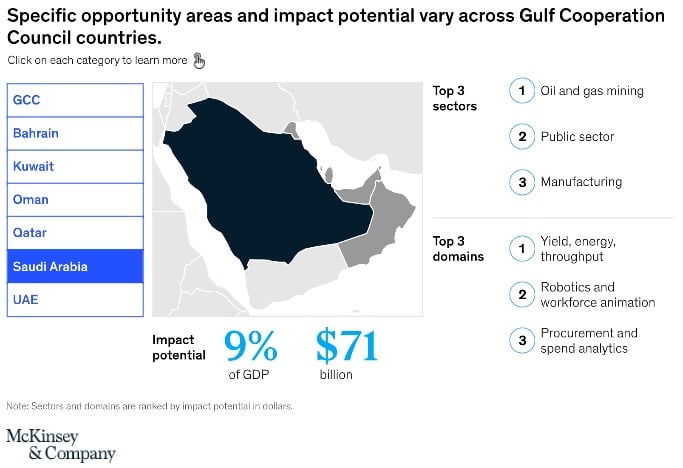 Specific opportunity areas and impact potential vary across Gulf Cooperation
Council countries.
Click on each category to learn more
GCC
Bahrain
Kuwait
Oman
Qatar
Saudi Arabia
UAE
Top 3
sectors
1 Oil and gas mining
2 Public sector
3 Manufacturing
Top 3
domains
1 Yield, energy,
throughput
2 Robotics and
workforce animation
3 Procurement and
spend analytics
Impact
potential
9%
of GDP
$71
billion
Note: Sectors and domains are ranked by impact potential in dollars.
McKinsey
& Company